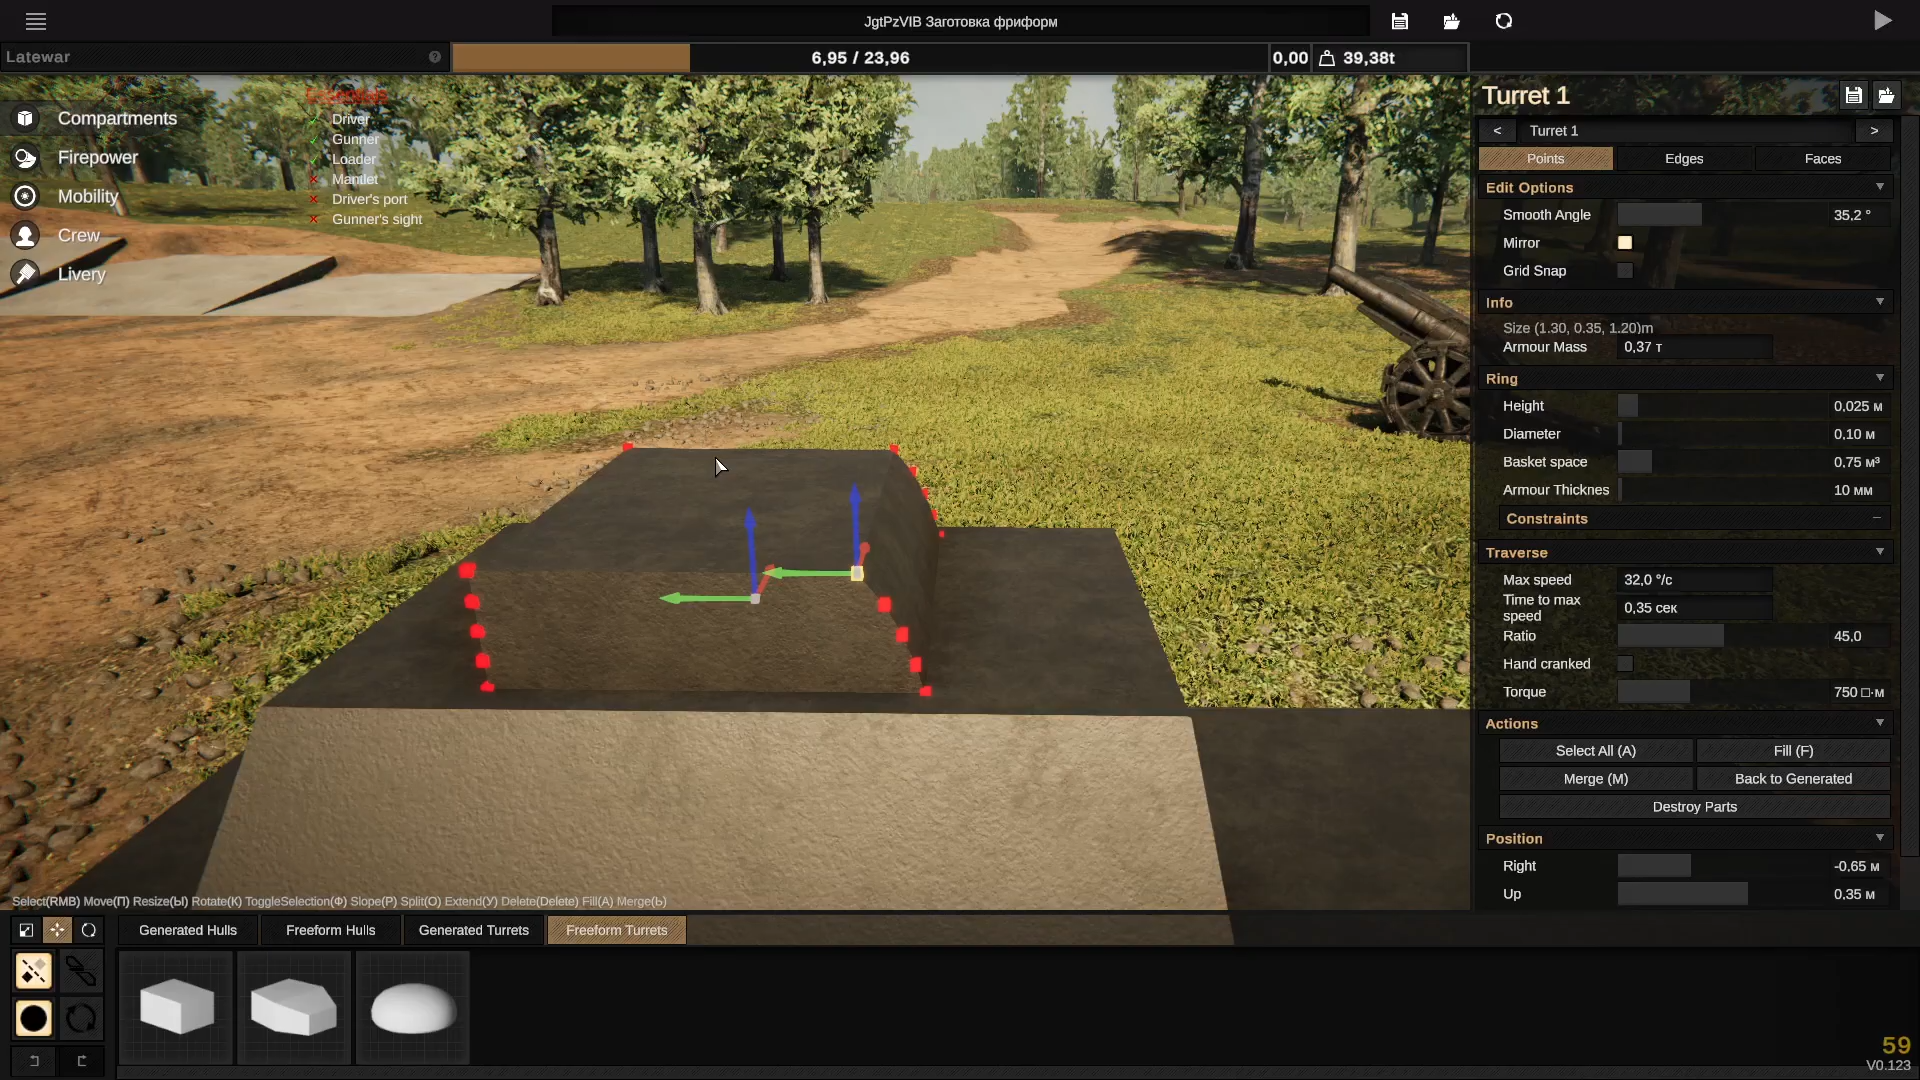 JgtPzVIB Заготовка фриформ
Latewar
6,95 / 23,96
0,00
39,38t
Compartments
Firepower
Mobility
Crew
Livery
Essentials
Driver
Gunner
Loader
Mantlet
Driver's port
Gunner's sight
Turret 1
<
Turret 1
>
Points
Edges
Faces
Edit Options
Smooth Angle
35,2 °
Mirror
Grid Snap
Info
Size (1.30, 0.35, 1.20)m
Armour Mass
0,37 т
Ring
Height
0,025 м
Diameter
0,10 м
Basket space
0,75 м³
Armour Thicknes
10 мм
Constraints
Traverse
Max speed
32,0 °/с
Time to max speed
0,35 сек
Ratio
45,0
Hand cranked
Torque
750 □·м
Actions
Select All (A)
Fill (F)
Merge (M)
Back to Generated
Destroy Parts
Position
Right
-0,65 м
Up
0,35 м
Select(RMB) Move(П) Resize(Ы) Rotate(К) ToggleSelection(Ф) Slope(Р) Split(О) Extend(У) Delete(Delete) Fill(А) Merge(Ь)
Generated Hulls
Freeform Hulls
Generated Turrets
Freeform Turrets
59
V0.123